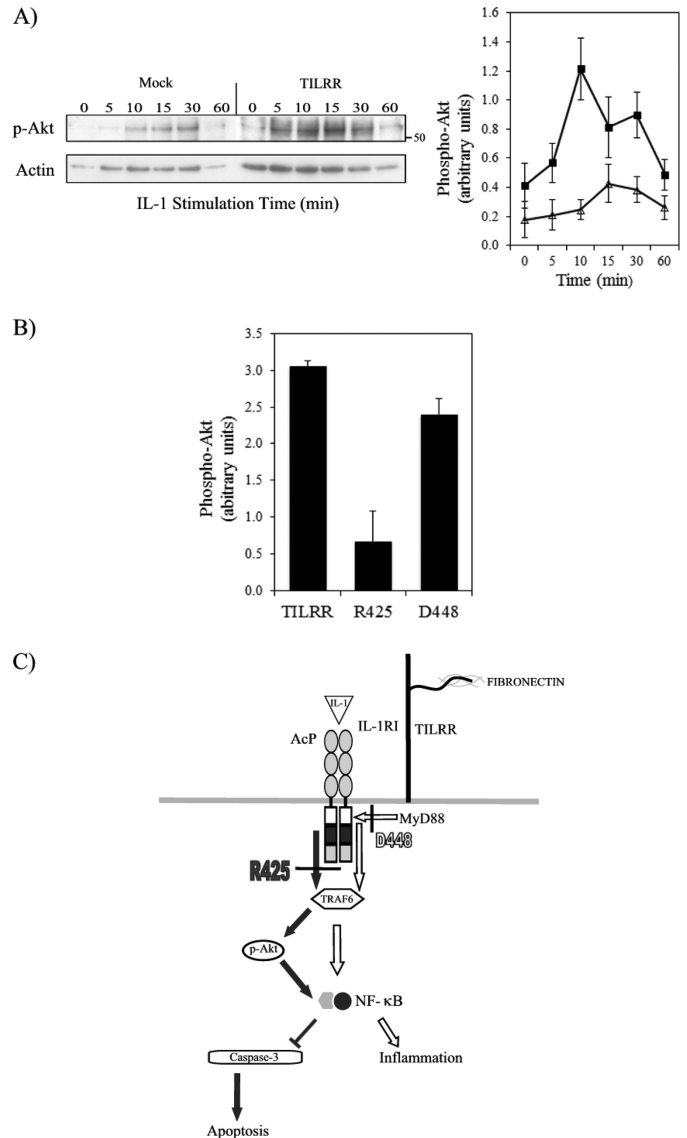 A)
Mock TILRR
0 5 10 15 30 60 0 5 10 15 30 60
p-Akt
50
Actin
IL-1 Stimulation Time (min)
Phospho-Akt
(arbitrary units)
1.6
1.4
1.2
1.0
0.8
0.6
0.4
0.2
0.0
0 5 10 15 30 60
Time (min)
B)
Phospho-Akt
(abitrary units)
3.5
3.0
2.5
2.0
1.5
1.0
0.5
0.0
TILRR R425 D448
C)
FIBRONECTIN
IL-1
AcP IL-1RI TILRR
MyD88
D448
R425
TRAF6
p-Akt
NF-κB
Caspase-3 Inflammation
Apoptosis